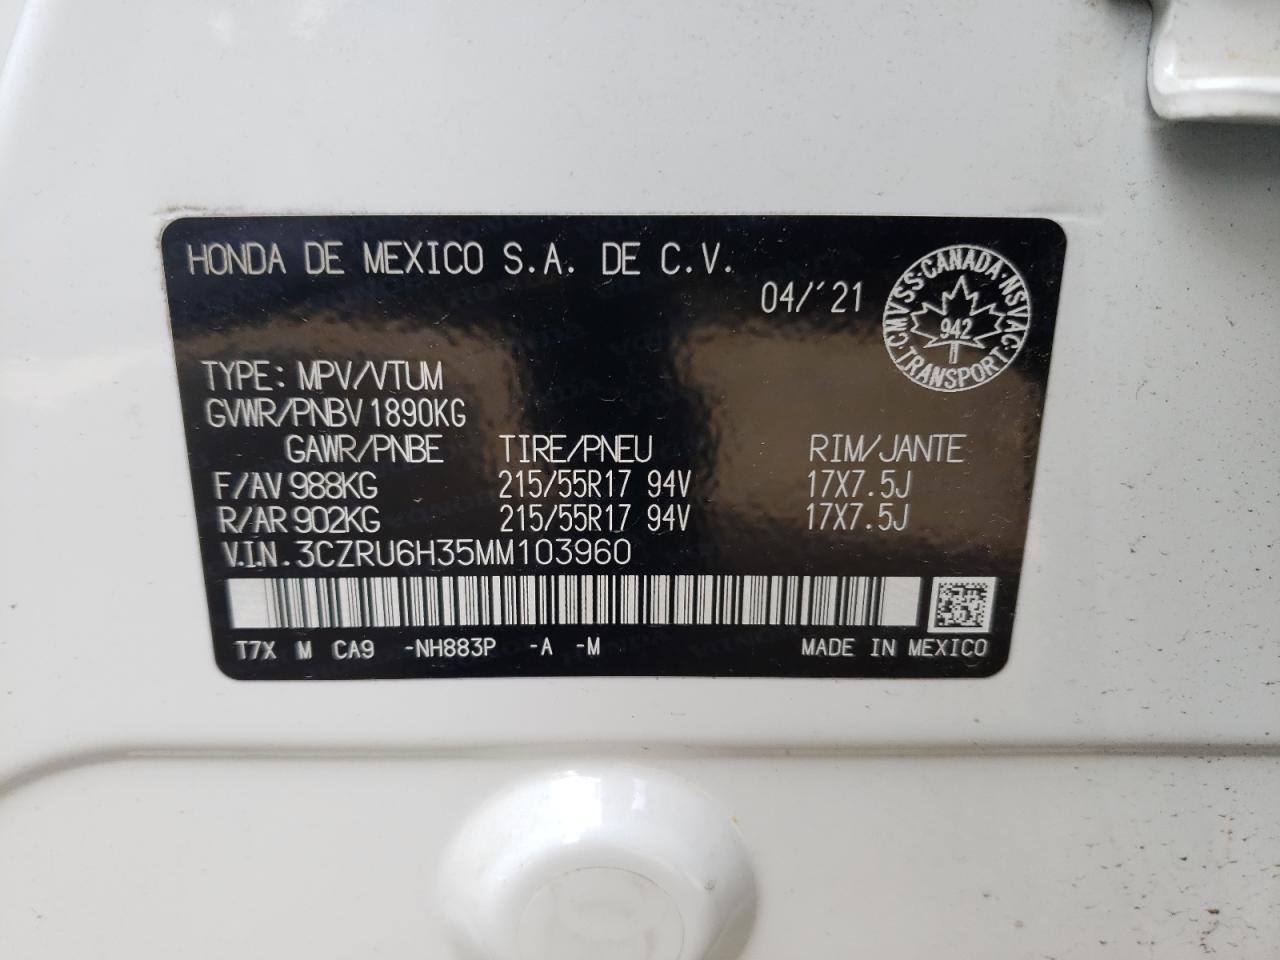 HONDA DE MEXICO S.A. DE C.V.
04/'21
CMVSS·CANADA·NSVAC·TRANSPORT·
942
TYPE: MPV/VTUM
GVWR/PNBV 1890KG
GAWR/PNBE TIRE/PNEU RIM/JANTE
F/AV 988KG 215/55R17 94V 17X7.5J
R/AR 902KG 215/55R17 94V 17X7.5J
V.I.N. 3CZRU6H35MM103960
T7X M CA9 -NH883P -A -M MADE IN MEXICO